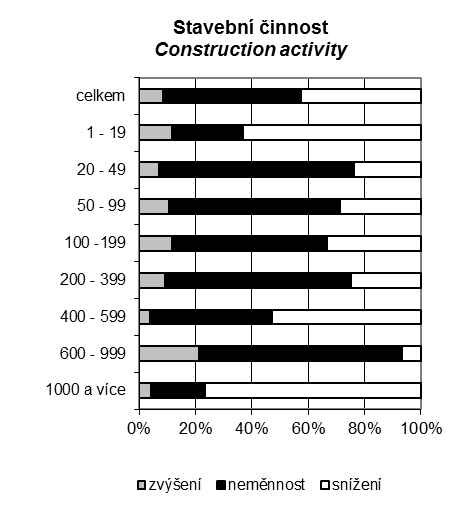 Stavební činnost
Construction activity
celkem
1 - 19
20 - 49
50 - 99
100 -199
200 - 399
400 - 599
600 - 999
1000 a více
0% 20% 40% 60% 80% 100%
zvýšení neměnnost snížení